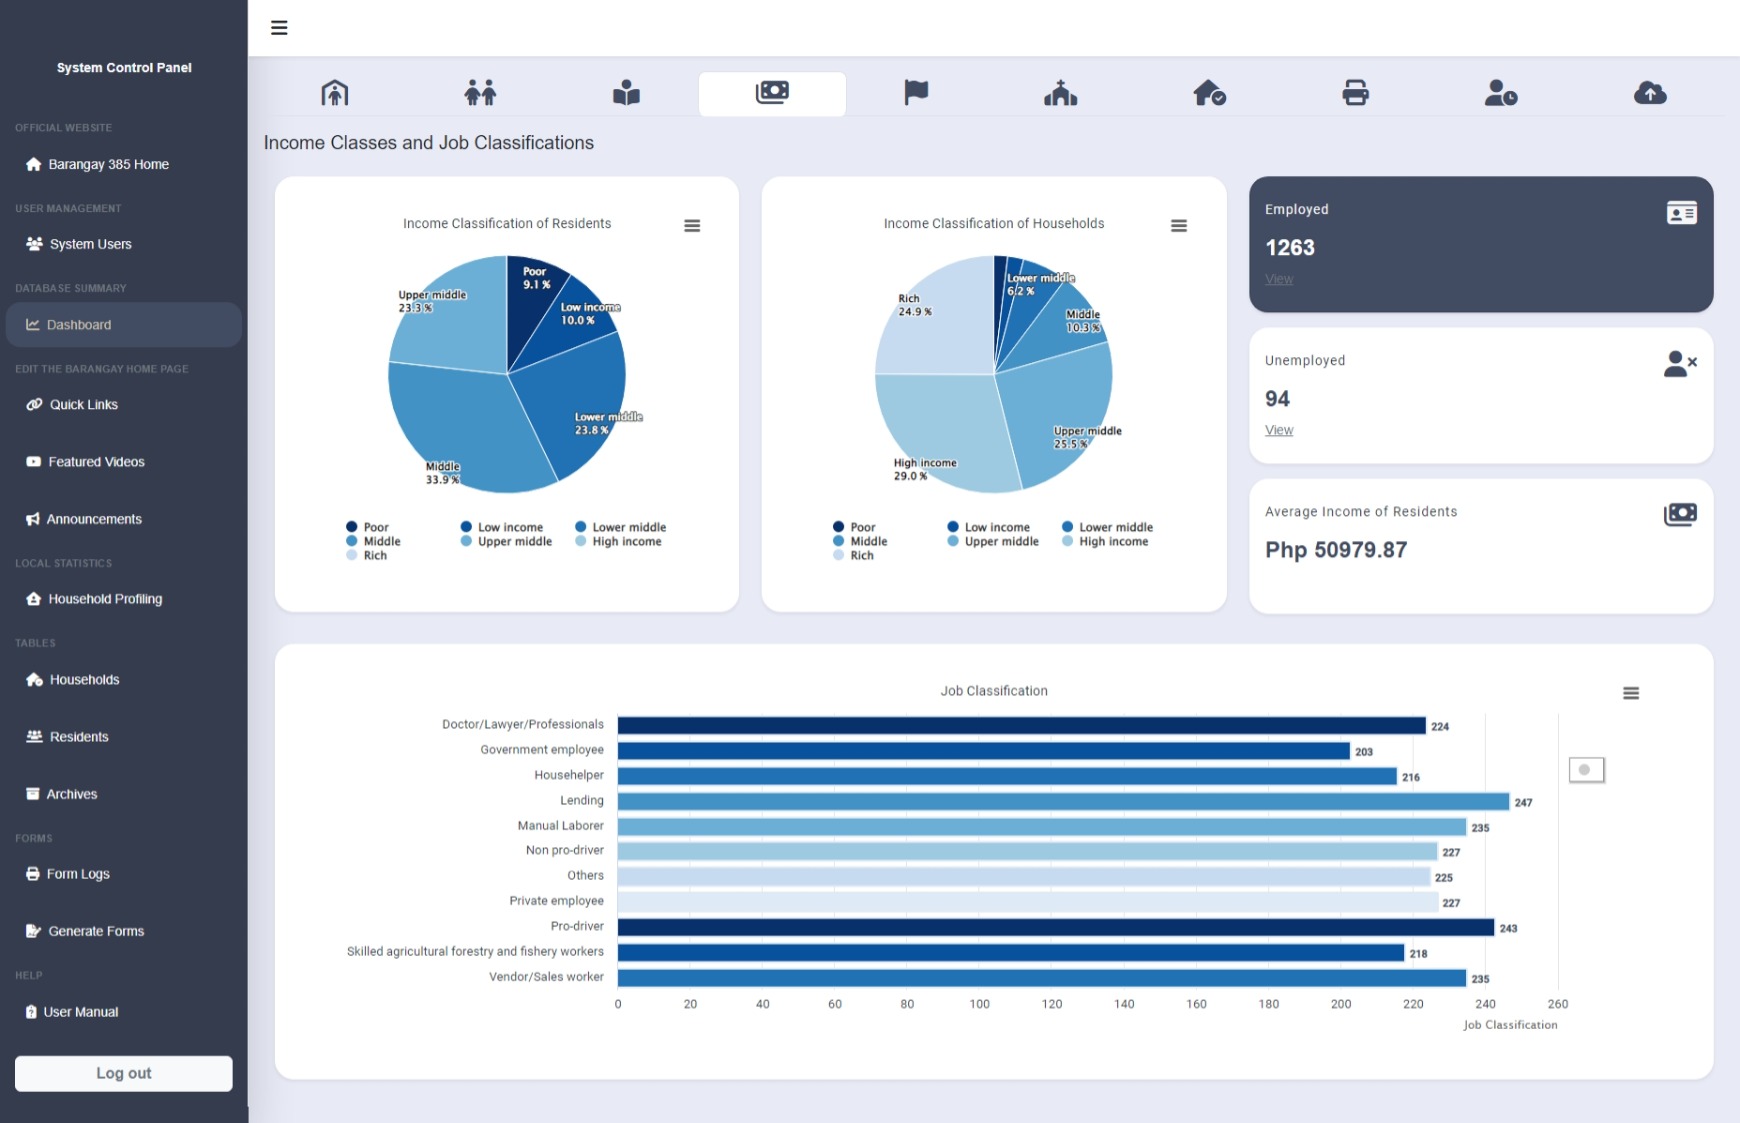 System Control Panel
OFFICIAL WEBSITE
Barangay 385 Home
USER MANAGEMENT
System Users
DATABASE SUMMARY
Dashboard
EDIT THE BARANGAY HOME PAGE
Quick Links
Featured Videos
Announcements
LOCAL STATISTICS
Household Profiling
TABLES
Households
Residents
Archives
FORMS
Form Logs
Generate Forms
HELP
User Manual
Log out
Income Classes and Job Classifications
Income Classification of Residents
Poor
9.1 %
Low income
10.0 %
Lower middle
23.8 %
Middle
33.9 %
Upper middle
23.3 %
Poor
Low income
Lower middle
Middle
Upper middle
High income
Rich
Income Classification of Households
Lower middle
6.2 %
Middle
10.3 %
Upper middle
25.5 %
High income
29.0 %
Rich
24.9 %
Poor
Low income
Lower middle
Middle
Upper middle
High income
Rich
Employed
1263
View
Unemployed
94
View
Average Income of Residents
Php 50979.87
Job Classification
Doctor/Lawyer/Professionals 224
Government employee 203
Househelper 216
Lending 247
Manual Laborer 235
Non pro-driver 227
Others 225
Private employee 227
Pro-driver 243
Skilled agricultural forestry and fishery workers 218
Vendor/Sales worker 235
0 20 40 60 80 100 120 140 160 180 200 220 240 260
Job Classification